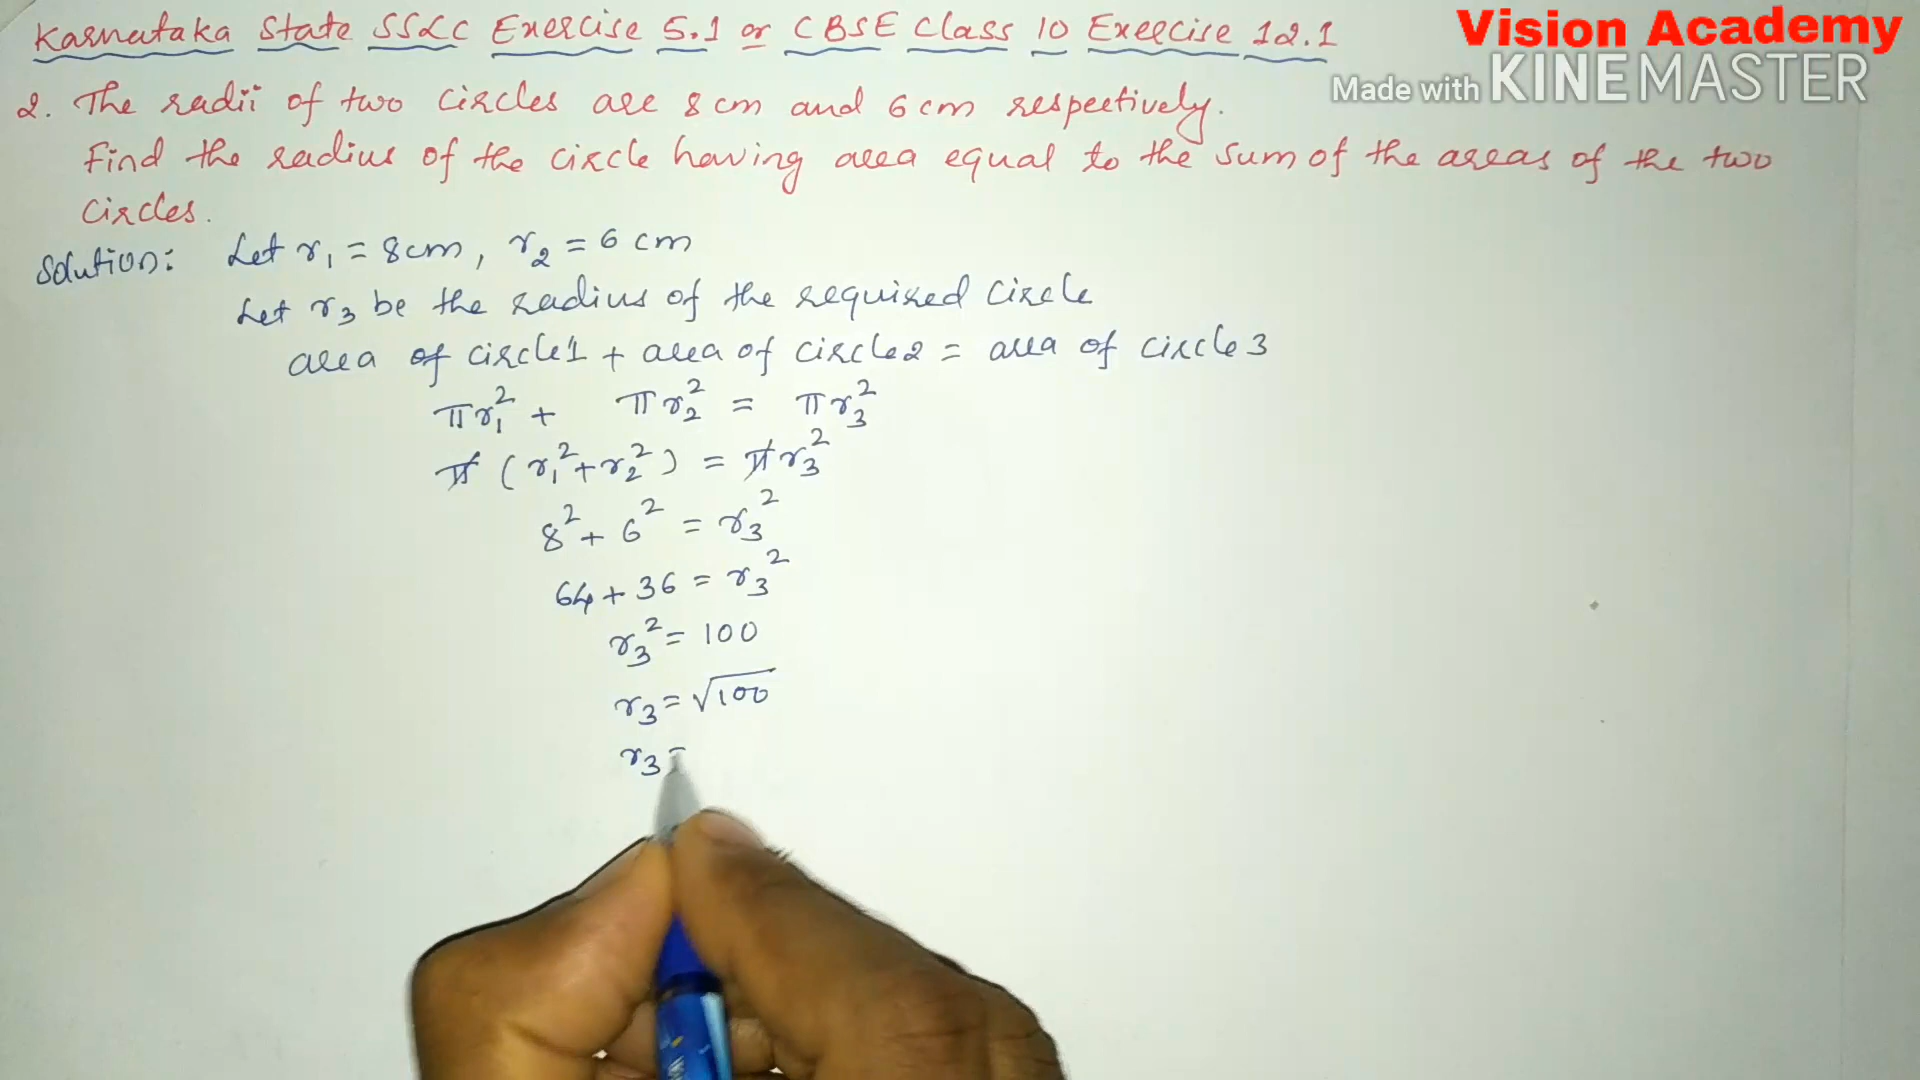 Karnataka State SSLC Exercise 5.1 or CBSE Class 10 Exercise 12.1
Vision Academy
Made with KINEMASTER
2. The radii of two circles are 8 cm and 6 cm respectively.
Find the radius of the circle having area equal to the sum of the areas of the two
circles.
Solution: Let r₁ = 8cm, r₂ = 6 cm
Let r₃ be the radius of the required circle
area of circle1 + area of circle2 = area of circle3
πr₁² + πr₂² = πr₃²
π (r₁² + r₂²) = πr₃²
8² + 6² = r₃²
64 + 36 = r₃²
r₃² = 100
r₃ = √100
r₃ =